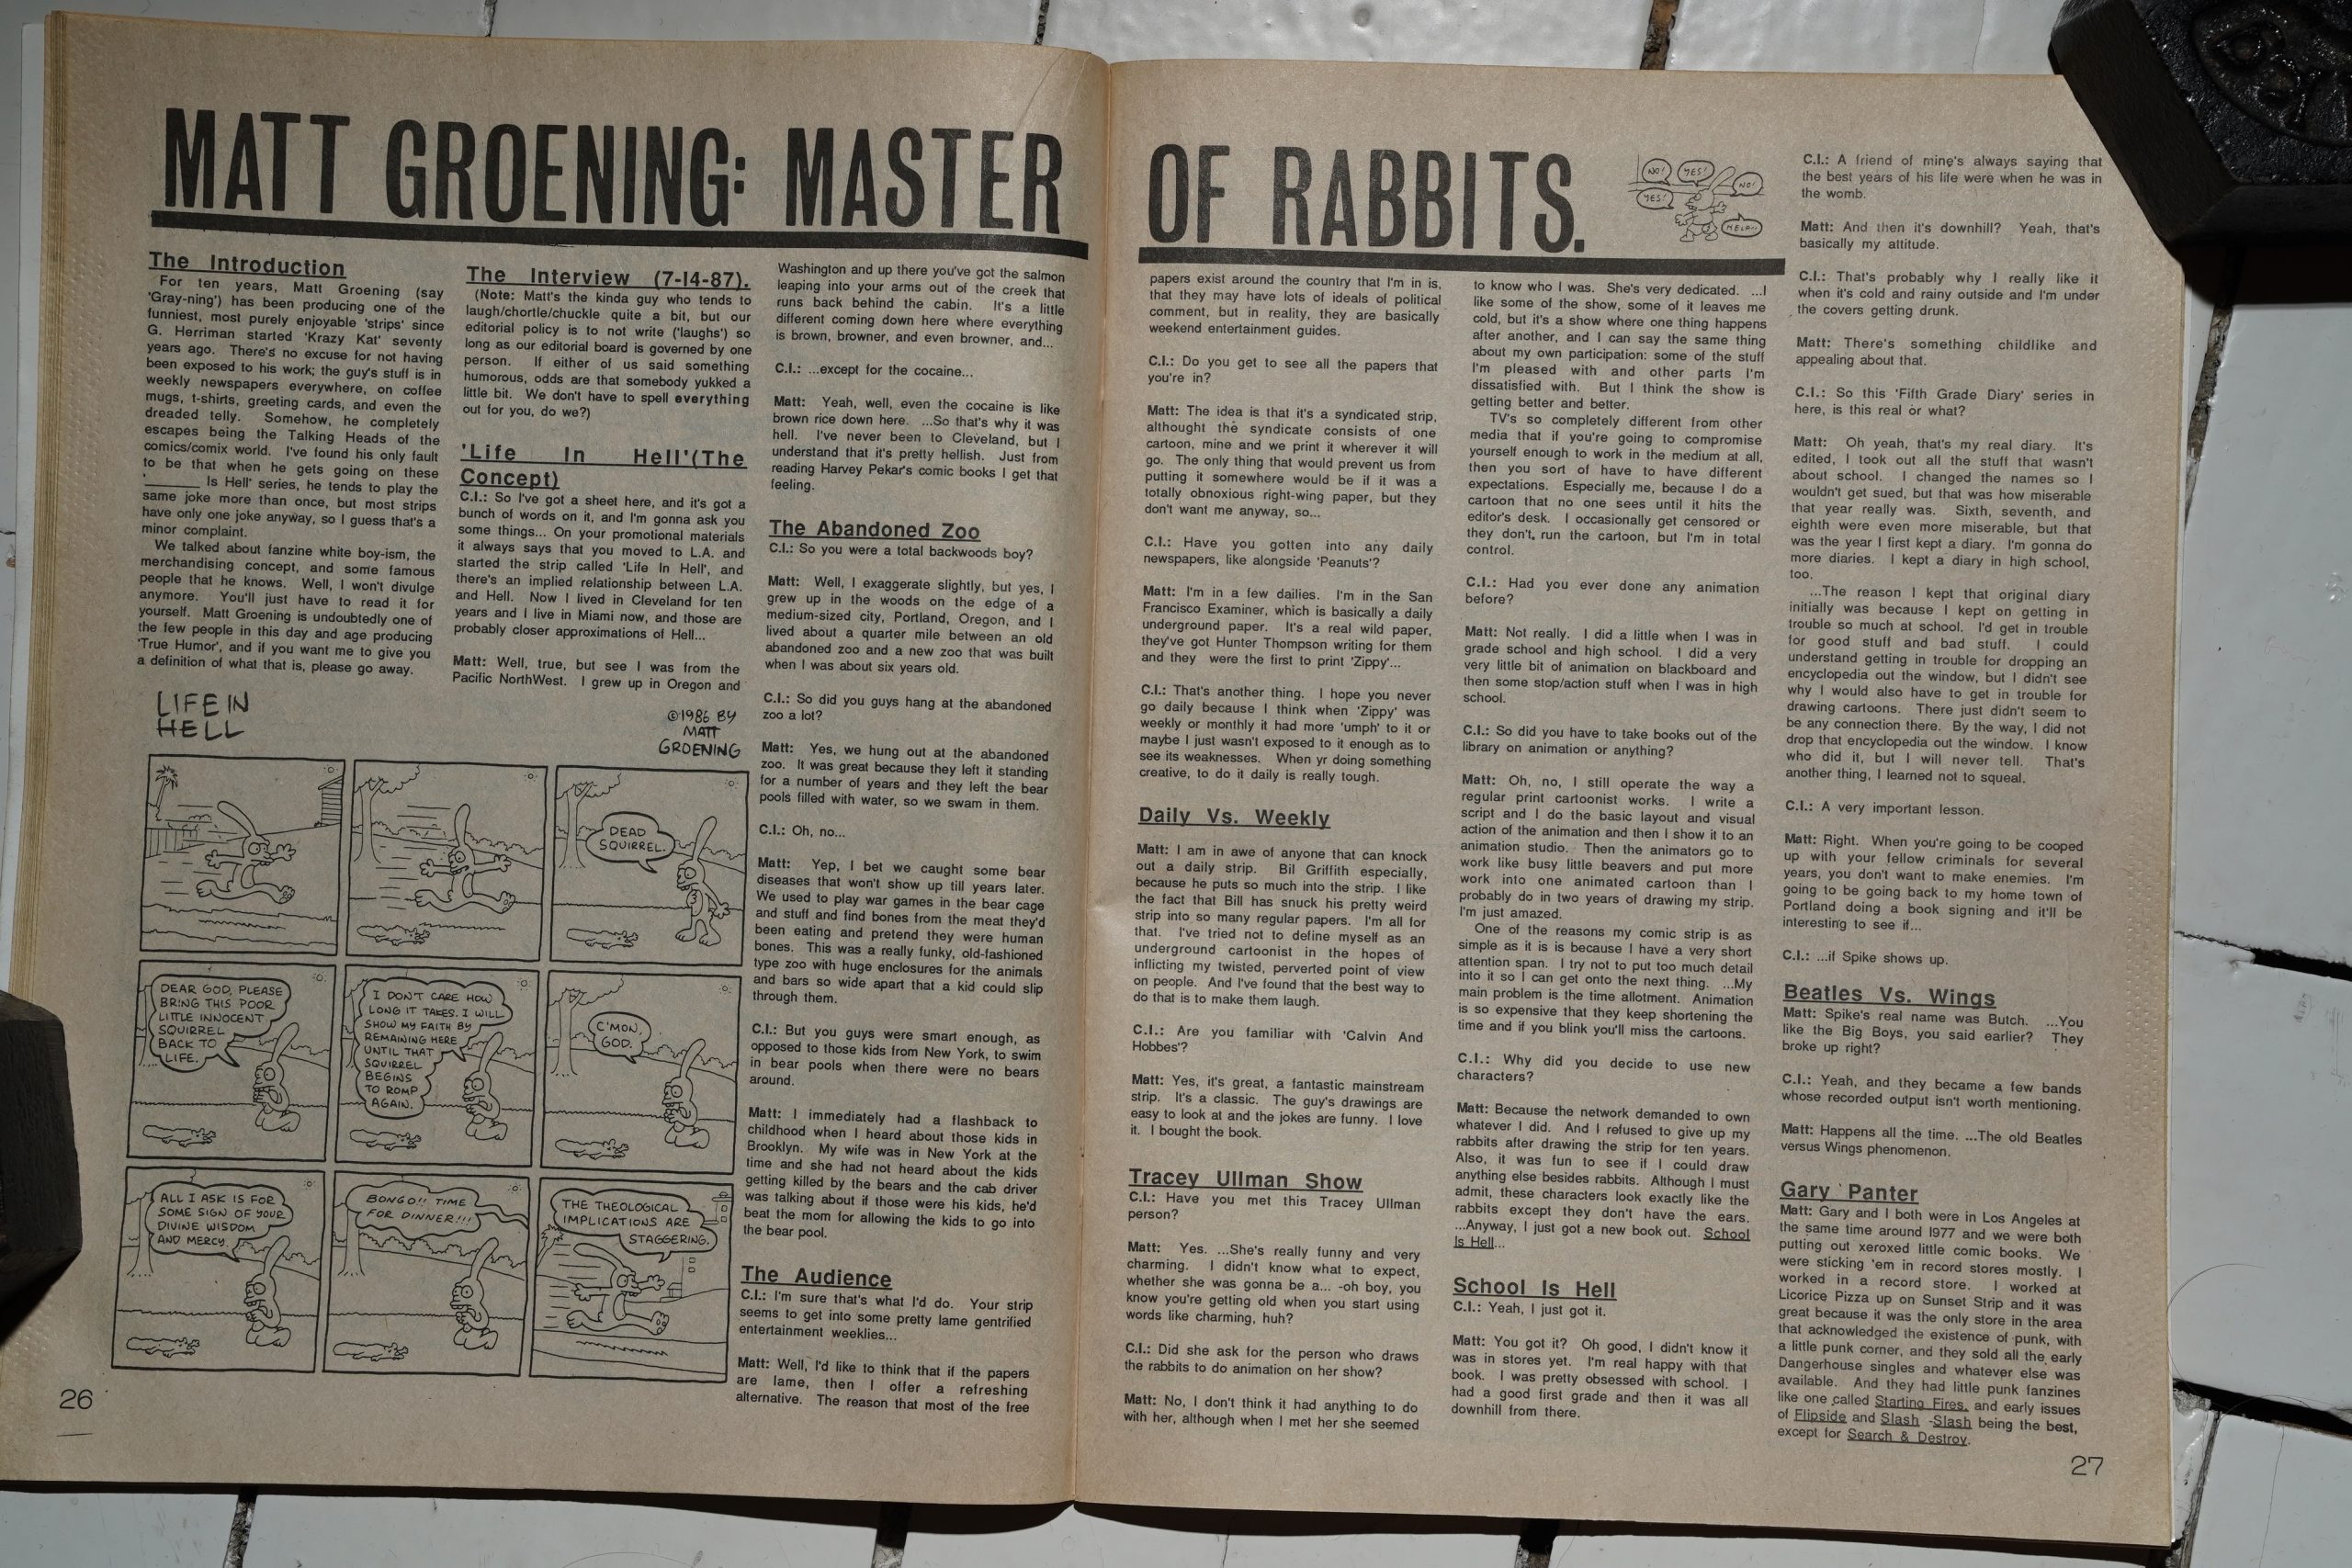 MATT GROENING: MASTER
OF RABBITS.
The Introduction
For ten years, Matt Groening (say
'Gray-ning') has been producing one of the
funniest, most purely enjoyable 'strips' since
G. Herriman started 'Krazy Kat' seventy
years ago. There's no excuse for not having
been exposed to his work; the guy's stuff is in
weekly newspapers everywhere, on coffee
mugs, t-shirts, greeting cards, and even the
dreaded telly. Somehow, he completely
escapes being the Talking Heads of the
comics/comix world. I've found his only fault
to be that when he gets going on these
'______ Is Hell' series, he tends to play the
same joke more than once, but most strips
have only one joke anyway, so I guess that's a
minor complaint.
We talked about fanzine white boy-ism, the
merchandising concept, and some famous
people that he knows. Well, I won't divulge
anymore. You'll just have to read it for
yourself. Matt Groening is undoubtedly one of
the few people in this day and age producing
'True Humor', and if you want me to give you
a definition of what that is, please go away.
The Interview (7-14-87).
(Note: Matt's the kinda guy who tends to
laugh/chortle/chuckle quite a bit, but our
editorial policy is to not write ('laughs') so
long as our editorial board is governed by one
person. If either of us said something
humorous, odds are that somebody yukked a
little bit. We don't have to spell everything
out for you, do we?)
'Life In Hell'(The
Concept)
C.I.: So I've got a sheet here, and it's got a
bunch of words on it, and I'm gonna ask you
some things... On your promotional materials
it always says that you moved to L.A. and
started the strip called 'Life In Hell', and
there's an implied relationship between L.A.
and Hell. Now I lived in Cleveland for ten
years and I live in Miami now, and those are
probably closer approximations of Hell...
Matt: Well, true, but see I was from the
Pacific NorthWest. I grew up in Oregon and
LIFE IN
HELL
©1986 BY
MATT
GROENING
DEAD
SQUIRREL.
DEAR GOD, PLEASE
BRING THIS POOR
LITTLE INNOCENT
SQUIRREL
BACK TO
LIFE.
I DON'T CARE HOW
LONG IT TAKES. I WILL
SHOW MY FAITH BY
REMAINING HERE
UNTIL THAT
SQUIRREL
BEGINS
TO ROMP
AGAIN.
C'MON,
GOD.
ALL I ASK IS FOR
SOME SIGN OF YOUR
DIVINE WISDOM
AND MERCY.
BONGO!! TIME
FOR DINNER!!!
THE THEOLOGICAL
IMPLICATIONS ARE
STAGGERING.
26
Washington and up there you've got the salmon
leaping into your arms out of the creek that
runs back behind the cabin. It's a little
different coming down here where everything
is brown, browner, and even browner, and...
C.I.: ...except for the cocaine...
Matt: Yeah, well, even the cocaine is like
brown rice down here. ...So that's why it was
hell. I've never been to Cleveland, but I
understand that it's pretty hellish. Just from
reading Harvey Pekar's comic books I get that
feeling.
The Abandoned Zoo
C.I.: So you were a total backwoods boy?
Matt: Well, I exaggerate slightly, but yes, I
grew up in the woods on the edge of a
medium-sized city, Portland, Oregon, and I
lived about a quarter mile between an old
abandoned zoo and a new zoo that was built
when I was about six years old.
C.I.: So did you guys hang at the abandoned
zoo a lot?
Matt: Yes, we hung out at the abandoned
zoo. It was great because they left it standing
for a number of years and they left the bear
pools filled with water, so we swam in them.
C.I.: Oh, no...
Matt: Yep, I bet we caught some bear
diseases that won't show up till years later.
We used to play war games in the bear cage
and stuff and find bones from the meat they'd
been eating and pretend they were human
bones. This was a really funky, old-fashioned
type zoo with huge enclosures for the animals
and bars so wide apart that a kid could slip
through them.
C.I.: But you guys were smart enough, as
opposed to those kids from New York, to swim
in bear pools when there were no bears
around.
Matt: I immediately had a flashback to
childhood when I heard about those kids in
Brooklyn. My wife was in New York at the
time and she had not heard about the kids
getting killed by the bears and the cab driver
was talking about if those were his kids, he'd
beat the mom for allowing the kids to go into
the bear pool.
The Audience
C.I.: I'm sure that's what I'd do. Your strip
seems to get into some pretty lame gentrified
entertainment weeklies...
Matt: Well, I'd like to think that if the papers
are lame, then I offer a refreshing
alternative. The reason that most of the free
NO! YES! NO!
YES!
HELP!!
papers exist around the country that I'm in is,
that they may have lots of ideals of political
comment, but in reality, they are basically
weekend entertainment guides.
C.I.: Do you get to see all the papers that
you're in?
Matt: The idea is that it's a syndicated strip,
althought the syndicate consists of one
cartoon, mine and we print it wherever it will
go. The only thing that would prevent us from
putting it somewhere would be if it was a
totally obnoxious right-wing paper, but they
don't want me anyway, so...
C.I.: Have you gotten into any daily
newspapers, like alongside 'Peanuts'?
Matt: I'm in a few dailies. I'm in the San
Francisco Examiner, which is basically a daily
underground paper. It's a real wild paper,
they've got Hunter Thompson writing for them
and they were the first to print 'Zippy'...
C.I.: That's another thing. I hope you never
go daily because I think when 'Zippy' was
weekly or monthly it had more 'umph' to it or
maybe I just wasn't exposed to it enough as to
see its weaknesses. When yr doing something
creative, to do it daily is really tough.
Daily Vs. Weekly
Matt: I am in awe of anyone that can knock
out a daily strip. Bil Griffith especially,
because he puts so much into the strip. I like
the fact that Bill has snuck his pretty weird
strip into so many regular papers. I'm all for
that. I've tried not to define myself as an
underground cartoonist in the hopes of
inflicting my twisted, perverted point of view
on people. And I've found that the best way to
do that is to make them laugh.
C.I.: Are you familiar with 'Calvin And
Hobbes'?
Matt: Yes, it's great, a fantastic mainstream
strip. It's a classic. The guy's drawings are
easy to look at and the jokes are funny. I love
it. I bought the book.
Tracey Ullman Show
C.I.: Have you met this Tracey Ullman
person?
Matt: Yes. ...She's really funny and very
charming. I didn't know what to expect,
whether she was gonna be a... -oh boy, you
know you're getting old when you start using
words like charming, huh?
C.I.: Did she ask for the person who draws
the rabbits to do animation on her show?
Matt: No, I don't think it had anything to do
with her, although when I met her she seemed
to know who I was. She's very dedicated. ...I
like some of the show, some of it leaves me
cold, but it's a show where one thing happens
after another, and I can say the same thing
about my own participation: some of the stuff
I'm pleased with and other parts I'm
dissatisfied with. But I think the show is
getting better and better.
TV's so completely different from other
media that if you're going to compromise
yourself enough to work in the medium at all,
then you sort of have to have different
expectations. Especially me, because I do a
cartoon that no one sees until it hits the
editor's desk. I occasionally get censored or
they don't run the cartoon, but I'm in total
control.
C.I.: Had you ever done any animation
before?
Matt: Not really. I did a little when I was in
grade school and high school. I did a very
very little bit of animation on blackboard and
then some stop/action stuff when I was in high
school.
C.I.: So did you have to take books out of the
library on animation or anything?
Matt: Oh, no, I still operate the way a
regular print cartoonist works. I write a
script and I do the basic layout and visual
action of the animation and then I show it to an
animation studio. Then the animators go to
work like busy little beavers and put more
work into one animated cartoon than I
probably do in two years of drawing my strip.
I'm just amazed.
One of the reasons my comic strip is as
simple as it is is because I have a very short
attention span. I try not to put too much detail
into it so I can get onto the next thing. ...My
main problem is the time allotment. Animation
is so expensive that they keep shortening the
time and if you blink you'll miss the cartoons.
C.I.: Why did you decide to use new
characters?
Matt: Because the network demanded to own
whatever I did. And I refused to give up my
rabbits after drawing the strip for ten years.
Also, it was fun to see if I could draw
anything else besides rabbits. Although I must
admit, these characters look exactly like the
rabbits except they don't have the ears.
...Anyway, I just got a new book out. School
Is Hell...
School Is Hell
C.I.: Yeah, I just got it.
Matt: You got it? Oh good, I didn't know it
was in stores yet. I'm real happy with that
book. I was pretty obsessed with school. I
had a good first grade and then it was all
downhill from there.
C.I.: A friend of mine's always saying that
the best years of his life were when he was in
the womb.
Matt: And then it's downhill? Yeah, that's
basically my attitude.
C.I.: That's probably why I really like it
when it's cold and rainy outside and I'm under
the covers getting drunk.
Matt: There's something childlike and
appealing about that.
C.I.: So this 'Fifth Grade Diary' series in
here, is this real or what?
Matt: Oh yeah, that's my real diary. It's
edited, I took out all the stuff that wasn't
about school. I changed the names so I
wouldn't get sued, but that was how miserable
that year really was. Sixth, seventh, and
eighth were even more miserable, but that
was the year I first kept a diary. I'm gonna do
more diaries. I kept a diary in high school,
too.
...The reason I kept that original diary
initially was because I kept on getting in
trouble so much at school. I'd get in trouble
for good stuff and bad stuff. I could
understand getting in trouble for dropping an
encyclopedia out the window, but I didn't see
why I would also have to get in trouble for
drawing cartoons. There just didn't seem to
be any connection there. By the way, I did not
drop that encyclopedia out the window. I know
who did it, but I will never tell. That's
another thing, I learned not to squeal.
C.I.: A very important lesson.
Matt: Right. When you're going to be cooped
up with your fellow criminals for several
years, you don't want to make enemies. I'm
going to be going back to my home town of
Portland doing a book signing and it'll be
interesting to see if...
C.I.: ...if Spike shows up.
Beatles Vs. Wings
Matt: Spike's real name was Butch. ...You
like the Big Boys, you said earlier? They
broke up right?
C.I.: Yeah, and they became a few bands
whose recorded output isn't worth mentioning.
Matt: Happens all the time. ...The old Beatles
versus Wings phenomenon.
Gary Panter
Matt: Gary and I both were in Los Angeles at
the same time around 1977 and we were both
putting out xeroxed little comic books. We
were sticking 'em in record stores mostly. I
worked in a record store. I worked at
Licorice Pizza up on Sunset Strip and it was
great because it was the only store in the area
that acknowledged the existence of punk, with
a little punk corner, and they sold all the early
Dangerhouse singles and whatever else was
available. And they had little punk fanzines
like one called Starting Fires, and early issues
of Flipside and Slash -Slash being the best,
except for Search & Destroy.
27